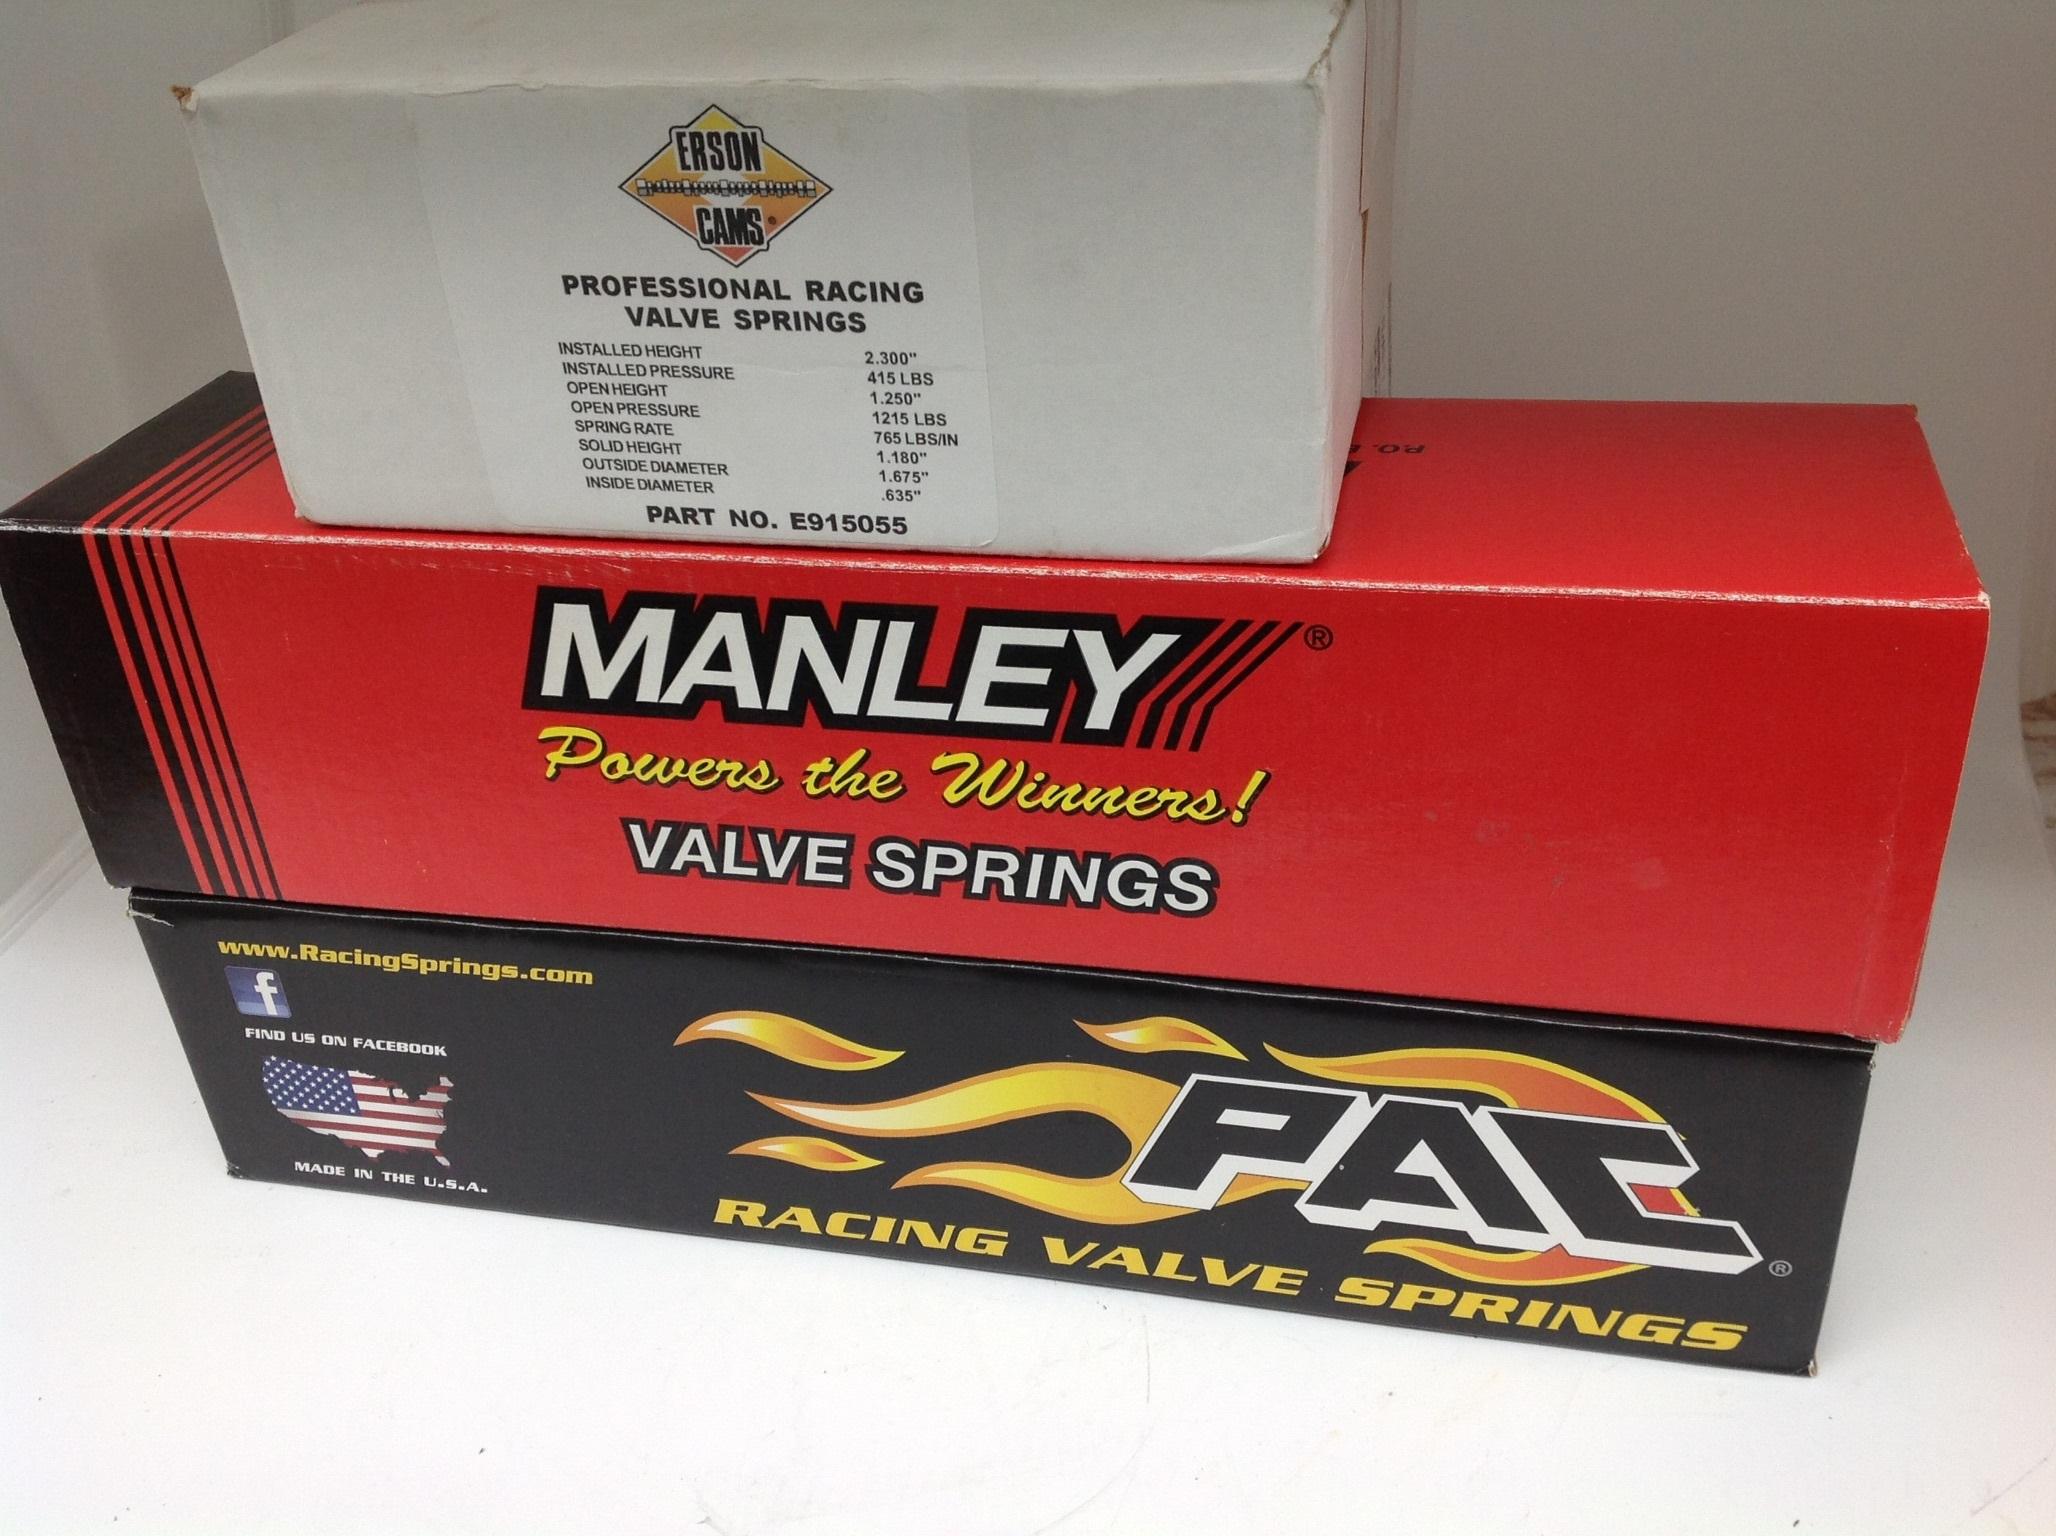 ERSON
CAMS
PROFESSIONAL RACING
VALVE SPRINGS
INSTALLED HEIGHT 2.300"
INSTALLED PRESSURE 415 LBS
OPEN HEIGHT 1.250"
OPEN PRESSURE 1215 LBS
SPRING RATE 765 LBS/IN
SOLID HEIGHT 1.180"
OUTSIDE DIAMETER 1.675"
INSIDE DIAMETER .635"
PART NO. E915055
P.O.
MANLEY ®
Powers the Winners!
VALVE SPRINGS
www.RacingSprings.com
f
FIND US ON FACEBOOK
MADE IN THE U.S.A.
PAC ®
RACING VALVE SPRINGS